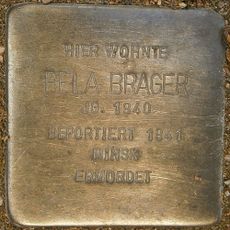 HIER WOHNTE
BELA BRAGER
JG. 1940
DEPORTIERT 1941
MINSK
ERMORDET